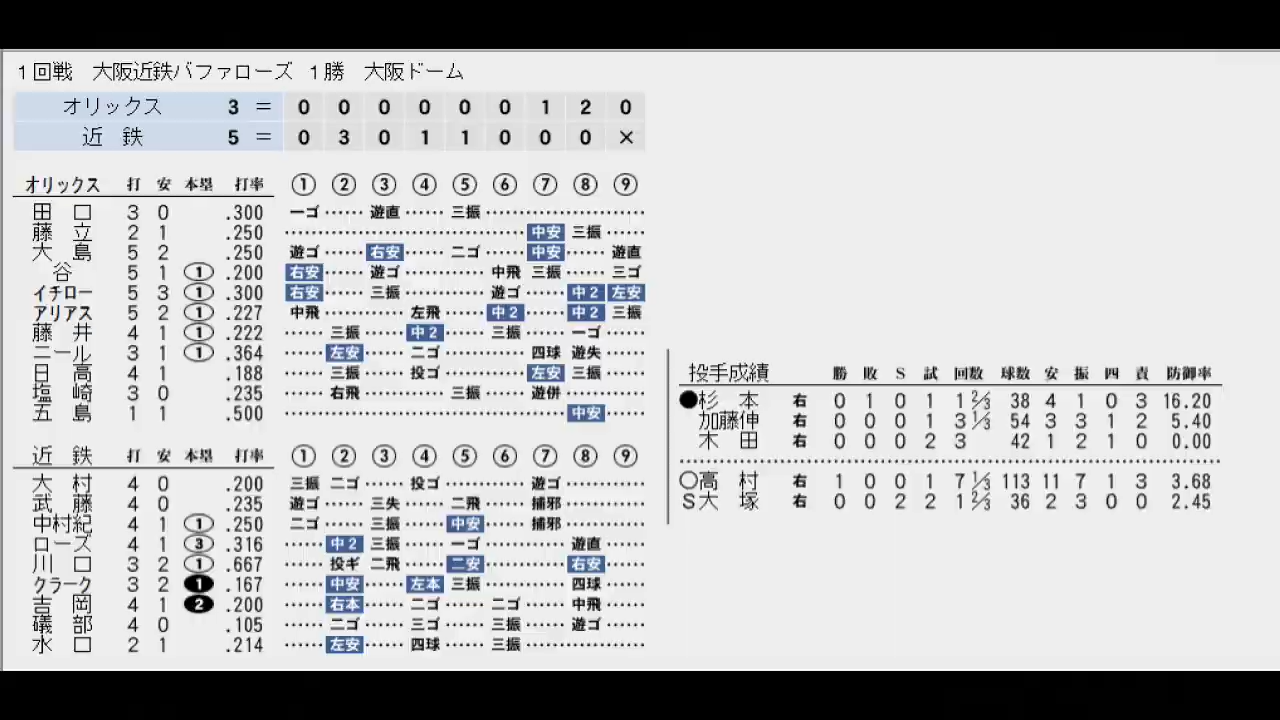 1回戦 大阪近鉄バファローズ 1勝 大阪ドーム
オリックス 3 = 0 0 0 0 0 0 1 2 0
近 鉄 5 = 0 3 0 1 1 0 0 0 ×
オリックス 打 安 本塁 打率 ① ② ③ ④ ⑤ ⑥ ⑦ ⑧ ⑨
田 口 3 0 .300 一ゴ 遊直 三振
藤 立 2 1 .250 中安 三振
大 島 5 2 .250 遊ゴ 右安 二ゴ 中安 遊直
谷 5 1 ① .200 右安 遊ゴ 中飛 三振 三ゴ
イチロー 5 3 ① .300 右安 三振 遊ゴ 中2 左安
アリアス 5 2 ① .227 中飛 左飛 中2 中2 三振
藤 井 4 1 ① .222 三振 中2 三振 一ゴ
ニール 3 1 ① .364 左安 二ゴ 四球 遊失
日 高 4 1 .188 三振 投ゴ 左安 三振
塩 崎 3 0 .235 右飛 三振 遊併
五 島 1 1 .500 中安
近 鉄 打 安 本塁 打率 ① ② ③ ④ ⑤ ⑥ ⑦ ⑧ ⑨
大 村 4 0 .200 三振 二ゴ 投ゴ 遊ゴ
武 藤 4 0 .235 遊ゴ 三失 二飛 捕邪
中村紀 4 1 ① .250 二ゴ 三振 中安 捕邪
ローズ 4 1 ③ .316 中2 三振 一ゴ 遊直
川 口 3 2 ① .667 投ギ 二飛 二安 右安
クラーク 3 2 ❶ .167 中安 左本 三振 四球
吉 岡 4 1 ❷ .200 右本 二ゴ 二ゴ 中飛
礒 部 4 0 .105 二ゴ 三ゴ 三振 遊ゴ
水 口 2 1 .214 左安 四球 三振
投手成績 勝 敗 S 試 回数 球数 安 振 四 責 防御率
●杉 本 右 0 1 0 1 1 2/3 38 4 1 0 3 16.20
加藤伸 右 0 0 0 1 3 1/3 54 3 3 1 2 5.40
木 田 右 0 0 0 2 3 42 1 2 1 0 0.00
○高 村 右 1 0 0 1 7 1/3 113 11 7 1 3 3.68
S大 塚 右 0 0 2 2 1 2/3 36 2 3 0 0 2.45